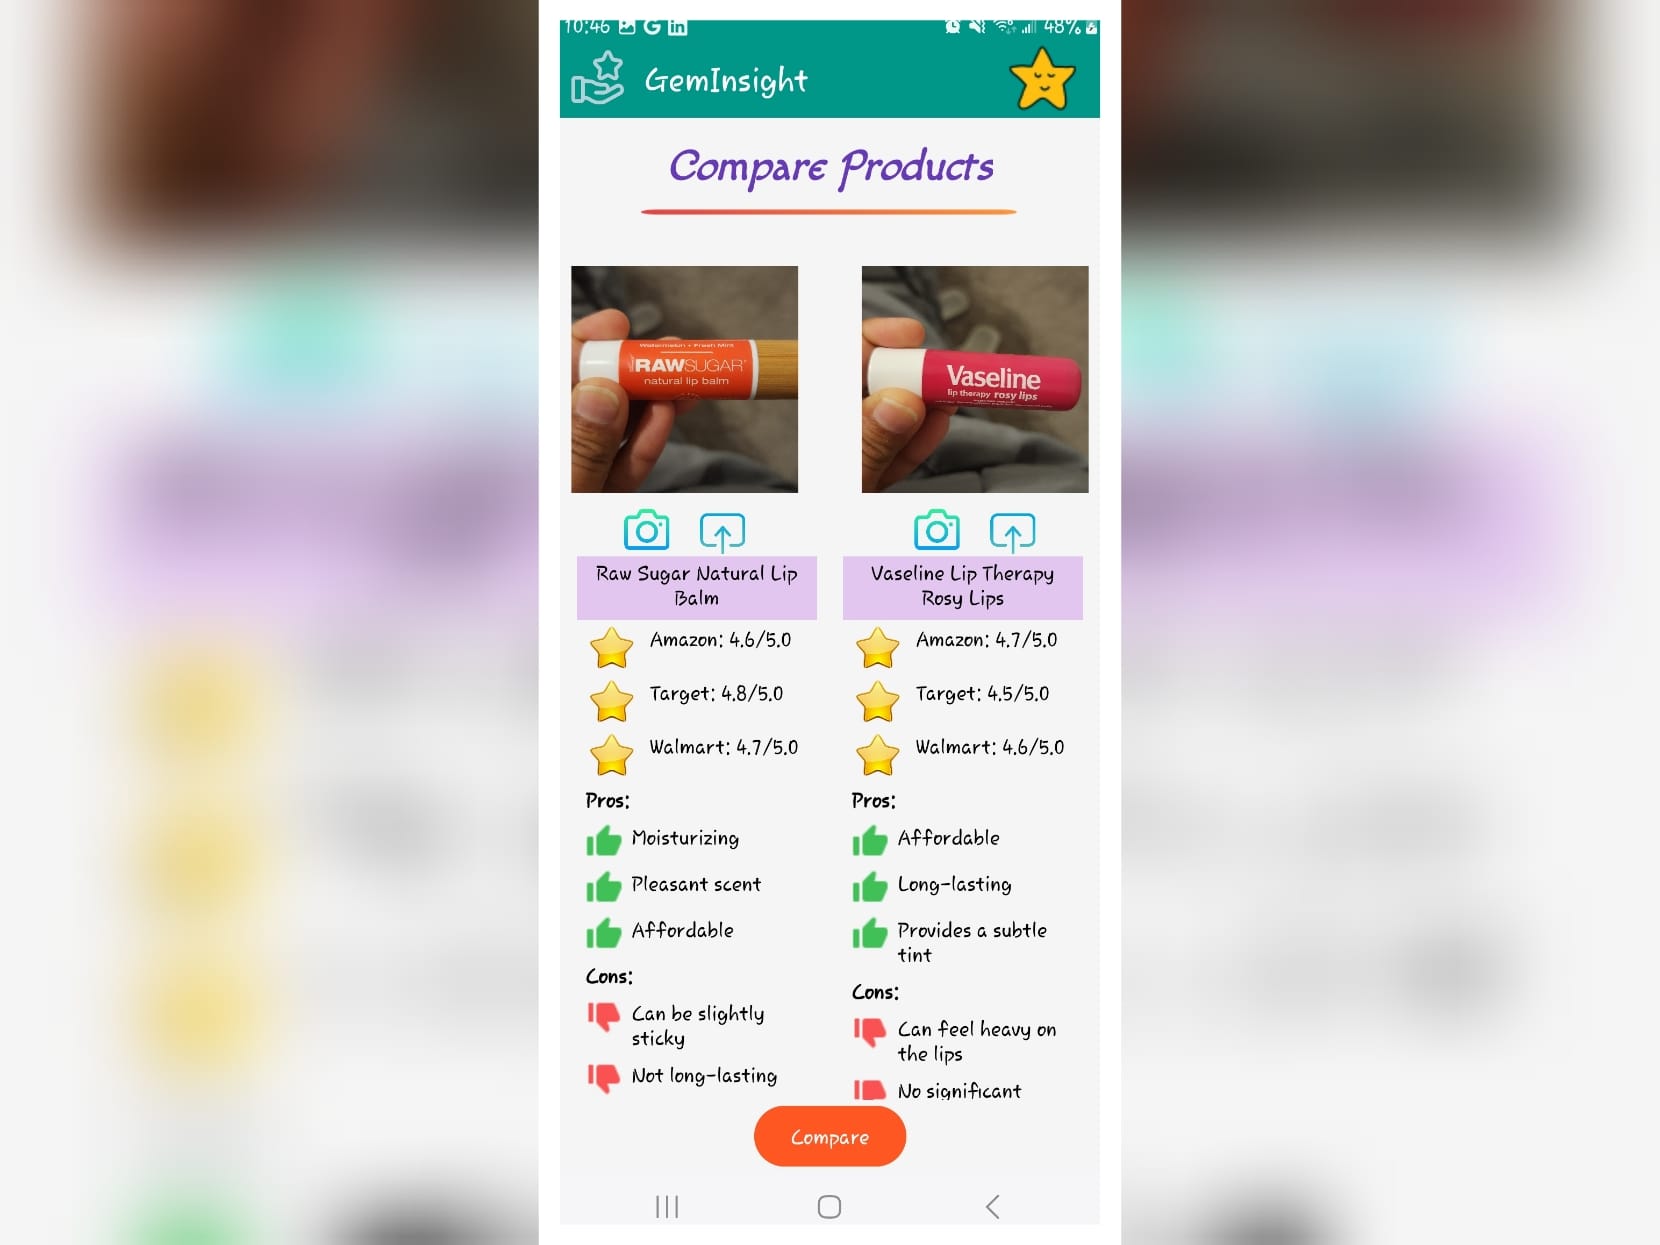 10:46
48%
GemInsight
Compare Products
Watermelon + Fresh Mint
RAWSUGAR
natural lip balm
Vaseline
lip therapy rosy lips
Raw Sugar Natural Lip
Balm
Amazon: 4.6/5.0
Target: 4.8/5.0
Walmart: 4.7/5.0
Pros:
Moisturizing
Pleasant scent
Affordable
Cons:
Can be slightly
sticky
Not long-lasting
Vaseline Lip Therapy
Rosy Lips
Amazon: 4.7/5.0
Target: 4.5/5.0
Walmart: 4.6/5.0
Pros:
Affordable
Long-lasting
Provides a subtle
tint
Cons:
Can feel heavy on
the lips
No significant
Compare